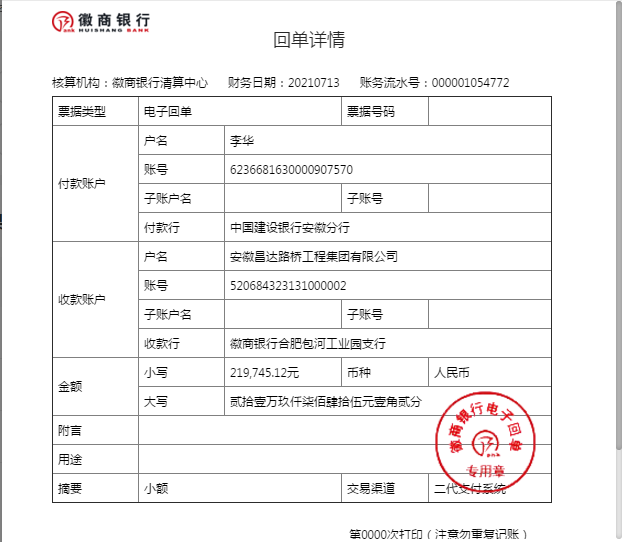 徽商银行
HUISHANG BANK
回单详情
核算机构：徽商银行清算中心 财务日期：20210713 账务流水号：000001054772
票据类型 电子回单 票据号码
付款账户
户名 李华
账号 6236681630000907570
子账户名 子账号
付款行 中国建设银行安徽分行
收款账户
户名 安徽昌达路桥工程集团有限公司
账号 520684323131000002
子账户名 子账号
收款行 徽商银行合肥包河工业园支行
金额
小写 219,745.12元 币种 人民币
大写 贰拾壹万玖仟柒佰肆拾伍元壹角贰分
附言
用途
摘要 小额 交易渠道 二代支付系统
徽商银行电子回单
专用章
第0000次打印（注意勿重复记账）